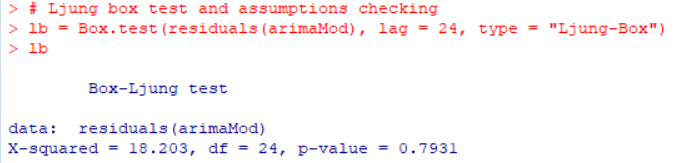 > # Ljung box test and assumptions checking
> lb = Box.test(residuals(arimaMod), lag = 24, type = "Ljung-Box")
> lb
Box-Ljung test
data:  residuals(arimaMod)
X-squared = 18.203, df = 24, p-value = 0.7931